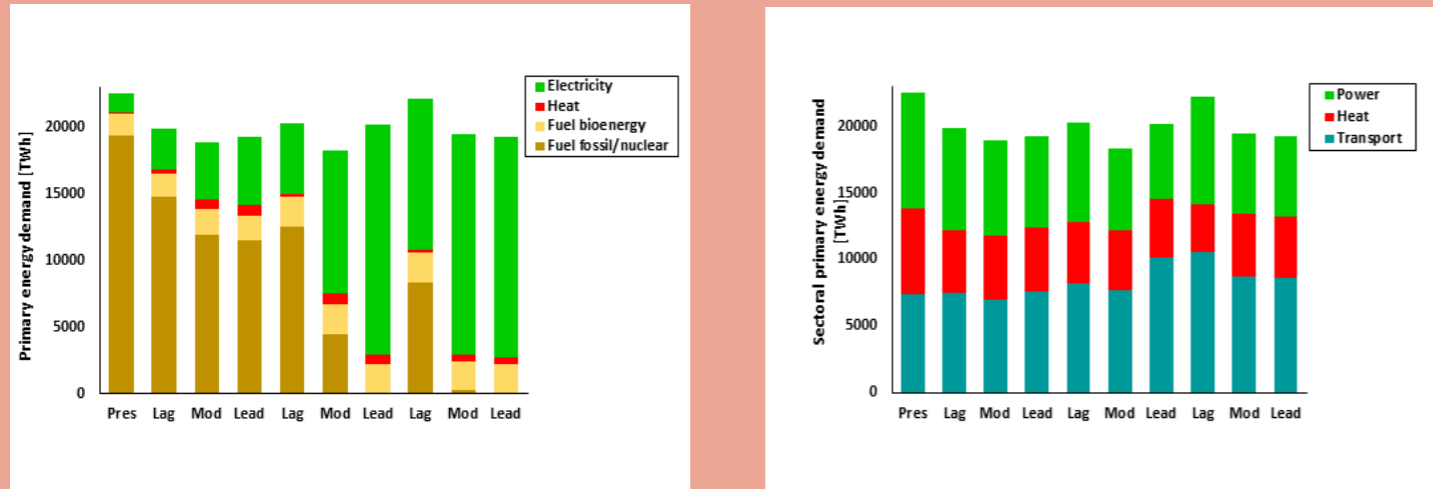 Electricity
Heat
Fuel bioenergy
Fuel fossil/nuclear
Primary energy demand [TWh]
20000
15000
10000
5000
0
Pres Lag Mod Lead Lag Mod Lead Lag Mod Lead
Power
Heat
Transport
Sectoral primary energy demand
[TWh]
20000
15000
10000
5000
0
Pres Lag Mod Lead Lag Mod Lead Lag Mod Lead